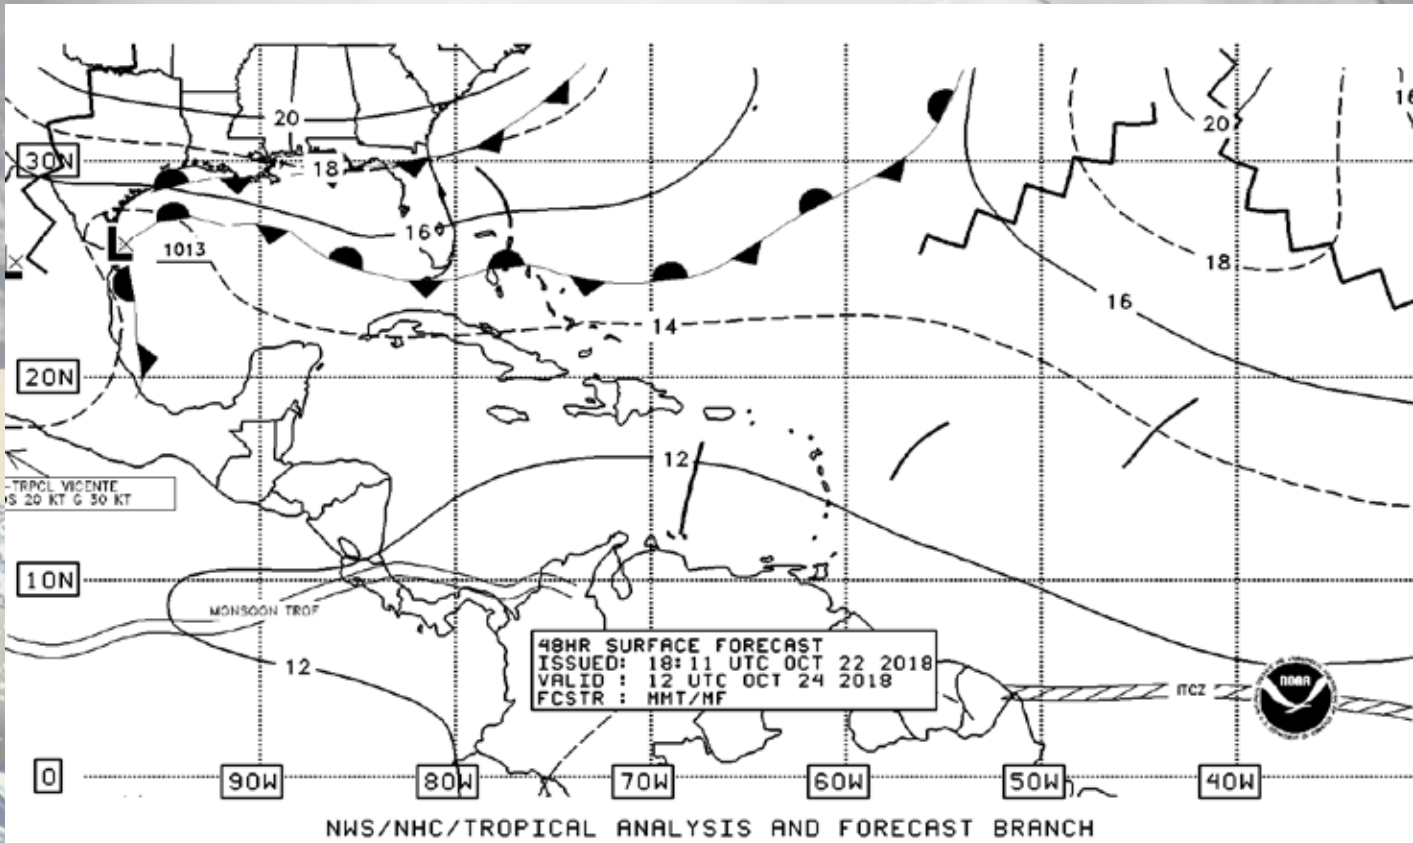 20
16
20
30N
18
16
1013
18
16
14
20N
12
-TRPCL VICENTE
20 KT G 30 KT
10N
MONSOON TROF
48HR SURFACE FORECAST
ISSUED: 18:11 UTC OCT 22 2018
VALID : 12 UTC OCT 24 2018
FCSTR : MMT/MF
12
ITCZ
NOAA
0
90W
80W
70W
60W
50W
40W
NWS/NHC/TROPICAL ANALYSIS AND FORECAST BRANCH